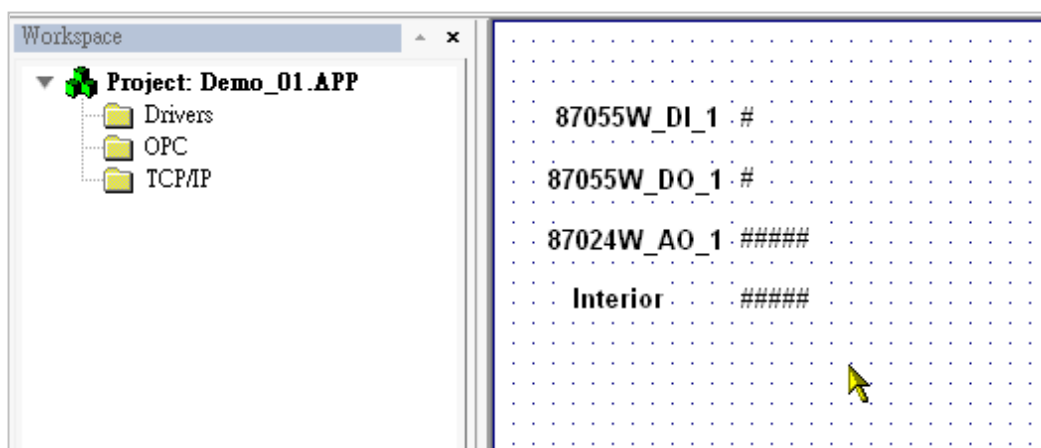 Workspace
Project: Demo_01.APP
Drivers
OPC
TCP/IP
87055W_DI_1 #
87055W_DO_1 #
87024W_AO_1 #####
Interior #####